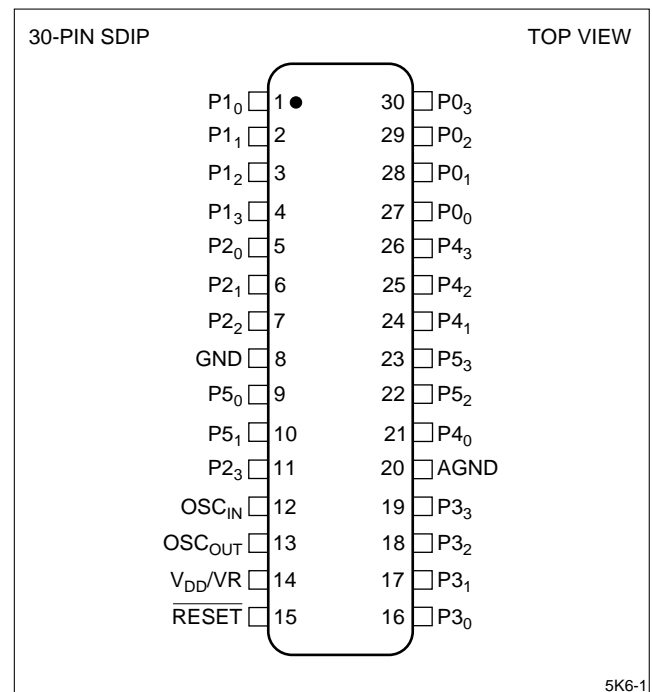 30-PIN SDIP TOP VIEW
P1₀ 1 30 P0₃
P1₁ 2 29 P0₂
P1₂ 3 28 P0₁
P1₃ 4 27 P0₀
P2₀ 5 26 P4₃
P2₁ 6 25 P4₂
P2₂ 7 24 P4₁
GND 8 23 P5₃
P5₀ 9 22 P5₂
P5₁ 10 21 P4₀
P2₃ 11 20 AGND
OSC_IN 12 19 P3₃
OSC_OUT 13 18 P3₂
V_DD/VR 14 17 P3₁
R̅E̅S̅E̅T̅ 15 16 P3₀
5K6-1